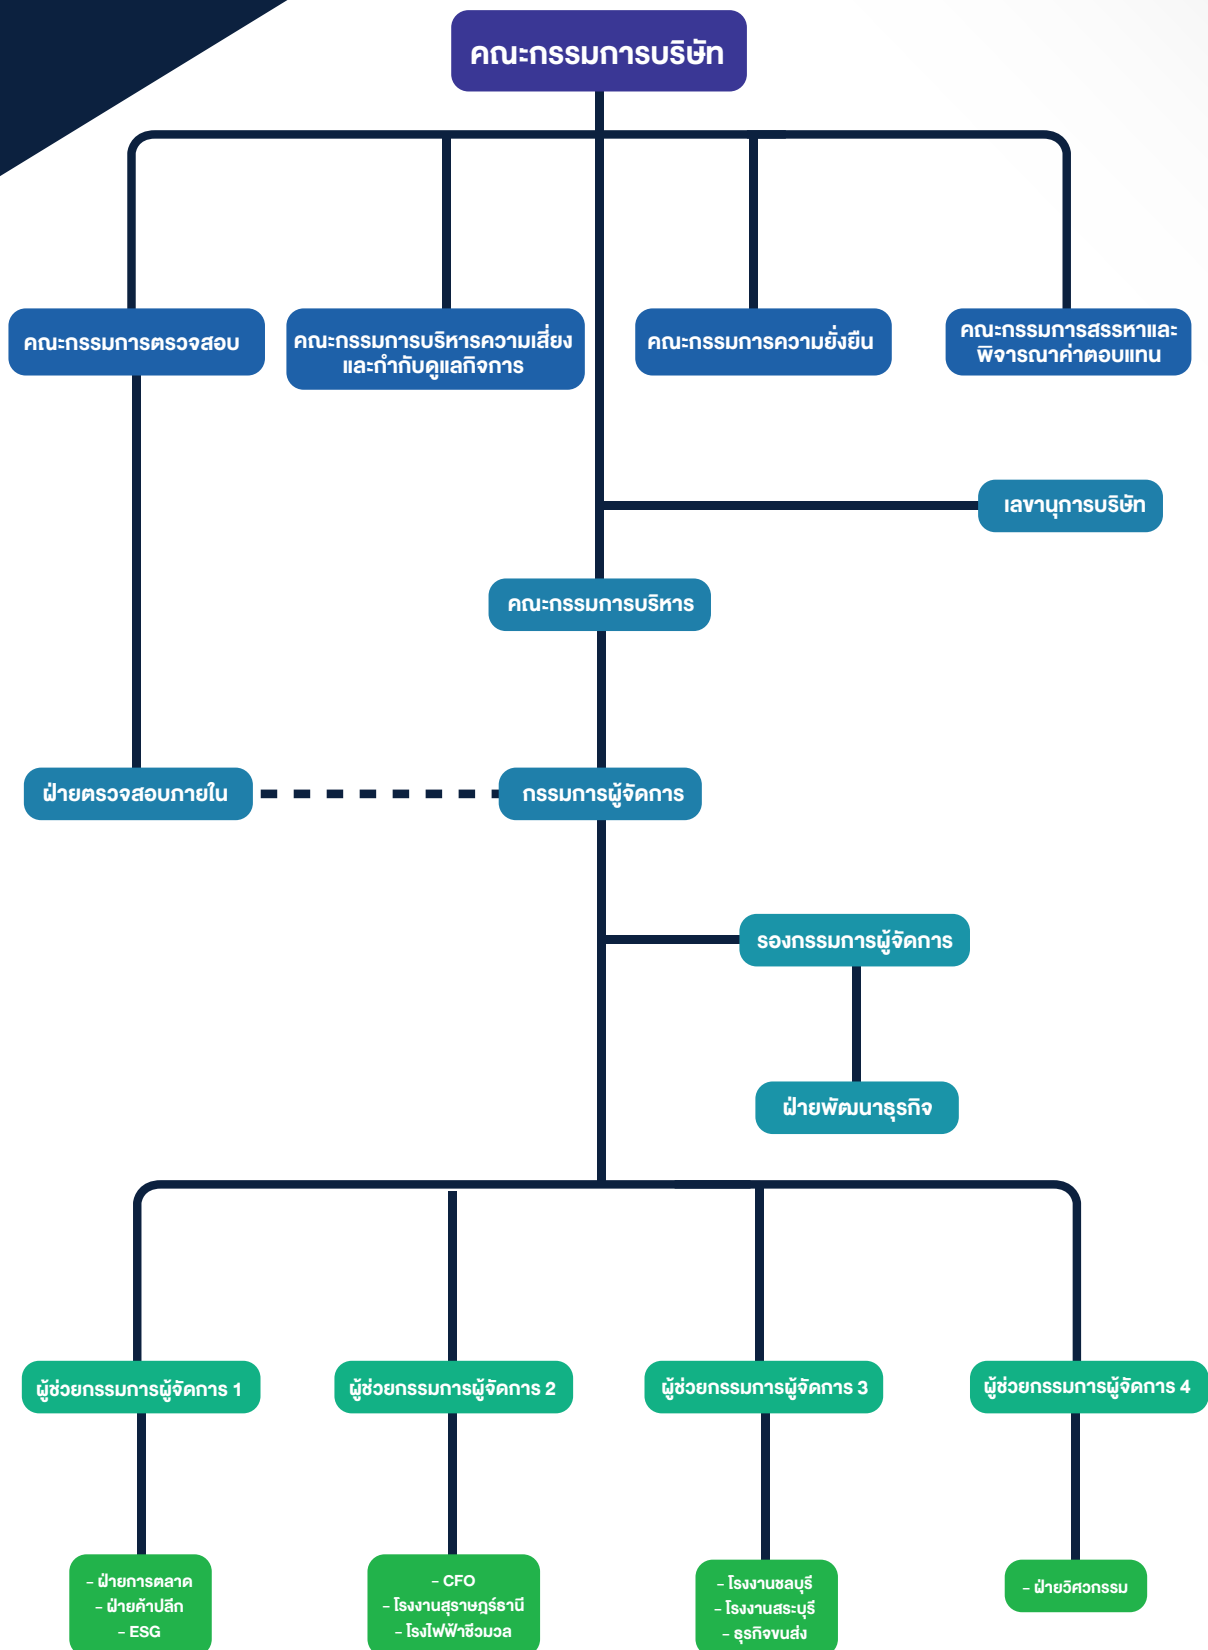 คณะกรรมการบริษัท
คณะกรรมการตรวจสอบ
คณะกรรมการบริหารความเสี่ยง
และกำกับดูแลกิจการ
คณะกรรมการความยั่งยืน
คณะกรรมการสรรหาและ
พิจารณาค่าตอบแทน
เลขานุการบริษัท
คณะกรรมการบริหาร
ฝ่ายตรวจสอบภายใน
กรรมการผู้จัดการ
รองกรรมการผู้จัดการ
ฝ่ายพัฒนาธุรกิจ
ผู้ช่วยกรรมการผู้จัดการ 1
ผู้ช่วยกรรมการผู้จัดการ 2
ผู้ช่วยกรรมการผู้จัดการ 3
ผู้ช่วยกรรมการผู้จัดการ 4
- ฝ่ายการตลาด
- ฝ่ายค้าปลีก
- ESG
- CFO
- โรงงานสุราษฎร์ธานี
- โรงไฟฟ้าชีวมวล
- โรงงานชลบุรี
- โรงงานสระบุรี
- ธุรกิจขนส่ง
- ฝ่ายวิศวกรรม